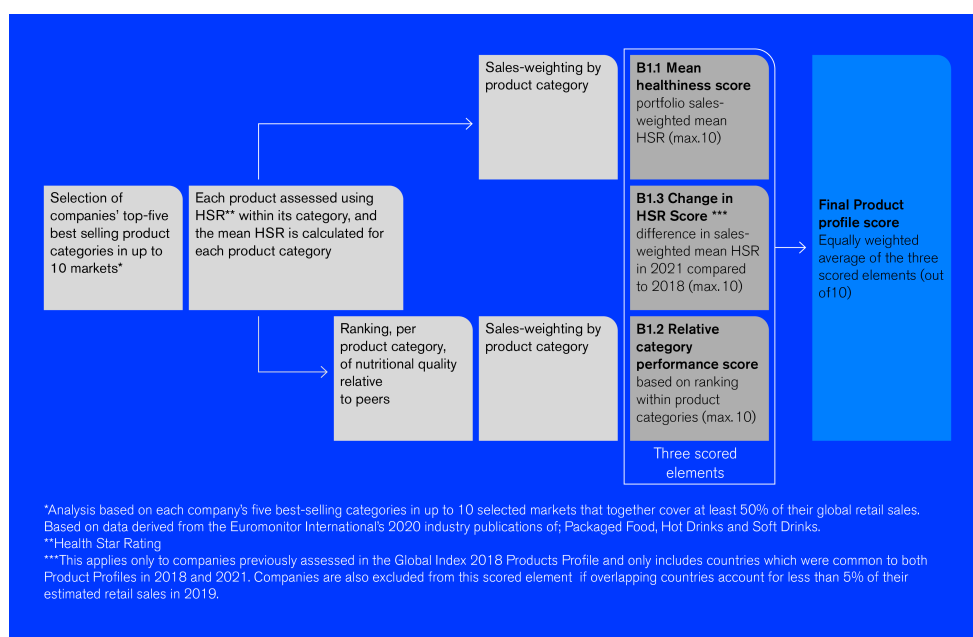 Selection of
companies' top-five
best selling product
categories in up to
10 markets*
Each product assessed using
HSR** within its category, and
the mean HSR is calculated for
each product category
Sales-weighting by
product category
B1.1 Mean
healthiness score
portfolio sales-
weighted mean
HSR (max.10)
B1.3 Change in
HSR Score ***
difference in sales-
weighted mean HSR
in 2021 compared
to 2018 (max.10)
Ranking, per
product category,
of nutritional quality
relative
to peers
Sales-weighting by
product category
B1.2 Relative
category
performance score
based on ranking
within product
categories (max.10)
Three scored
elements
Final Product
profile score
Equally weighted
average of the three
scored elements (out
of10)
*Analysis based on each company's five best-selling categories in up to 10 selected markets that together cover at least 50% of their global retail sales.
Based on data derived from the Euromonitor International's 2020 industry publications of; Packaged Food, Hot Drinks and Soft Drinks.
**Health Star Rating
***This applies only to companies previously assessed in the Global Index 2018 Products Profile and only includes countries which were common to both
Product Profiles in 2018 and 2021. Companies are also excluded from this scored element if overlapping countries account for less than 5% of their
estimated retail sales in 2019.